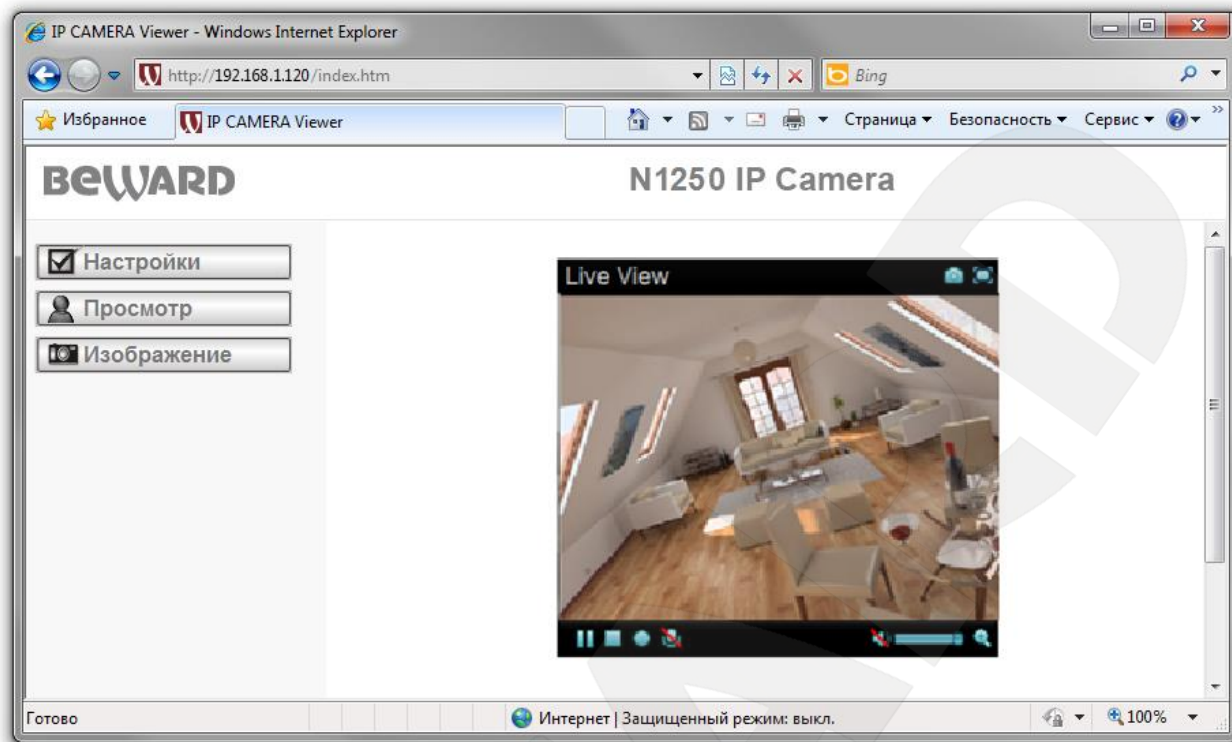 IP CAMERA Viewer - Windows Internet Explorer
http://192.168.1.120/index.htm
Bing
Избранное
IP CAMERA Viewer
Страница
Безопасность
Сервис
BEWARD
N1250 IP Camera
Настройки
Просмотр
Изображение
Live View
Готово
Интернет | Защищенный режим: выкл.
100%